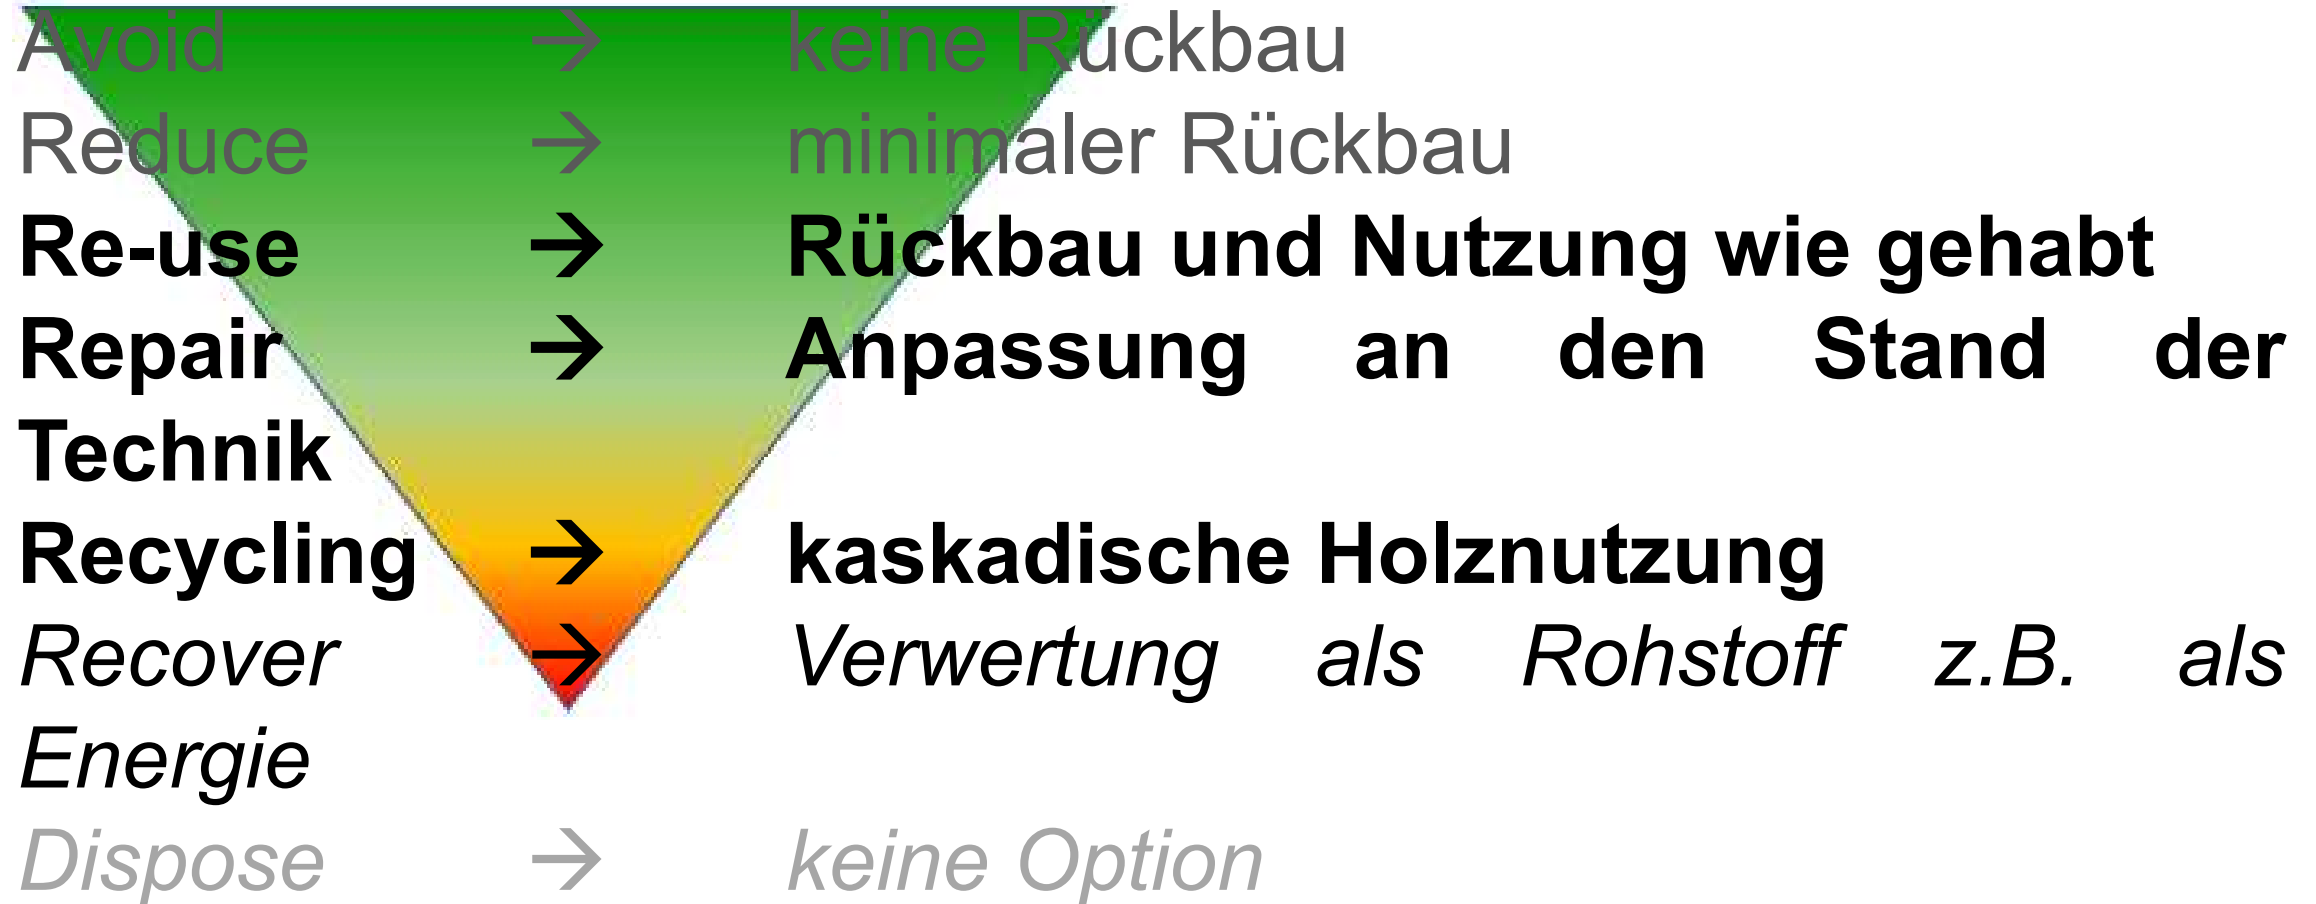 Avoid → keine Rückbau
Reduce → minimaler Rückbau
Re-use → Rückbau und Nutzung wie gehabt
Repair → Anpassung an den Stand der
Technik
Recycling → kaskadische Holznutzung
Recover → Verwertung als Rohstoff z.B. als
Energie
Dispose → keine Option